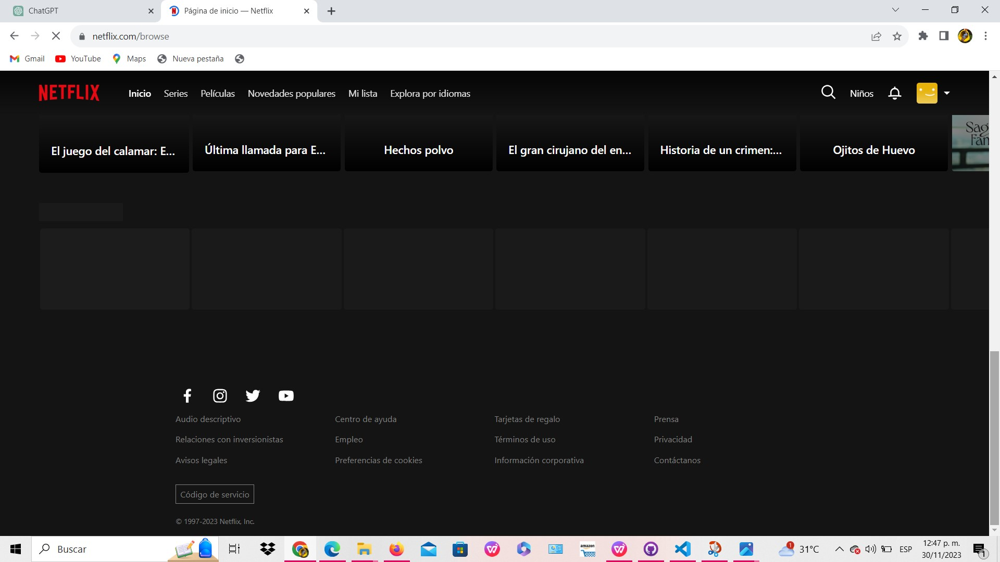 ChatGPT
Página de inicio — Netflix
netflix.com/browse
Gmail
YouTube
Maps
Nueva pestaña
NETFLIX
Inicio
Series
Películas
Novedades populares
Mi lista
Explora por idiomas
Niños
El juego del calamar: E...
Última llamada para E...
Hechos polvo
El gran cirujano del en...
Historia de un crimen:...
Ojitos de Huevo
Audio descriptivo
Centro de ayuda
Tarjetas de regalo
Prensa
Relaciones con inversionistas
Empleo
Términos de uso
Privacidad
Avisos legales
Preferencias de cookies
Información corporativa
Contáctanos
Código de servicio
© 1997-2023 Netflix, Inc.
Buscar
amazon
1
31°C
ESP
12:47 p. m.
30/11/2023
1